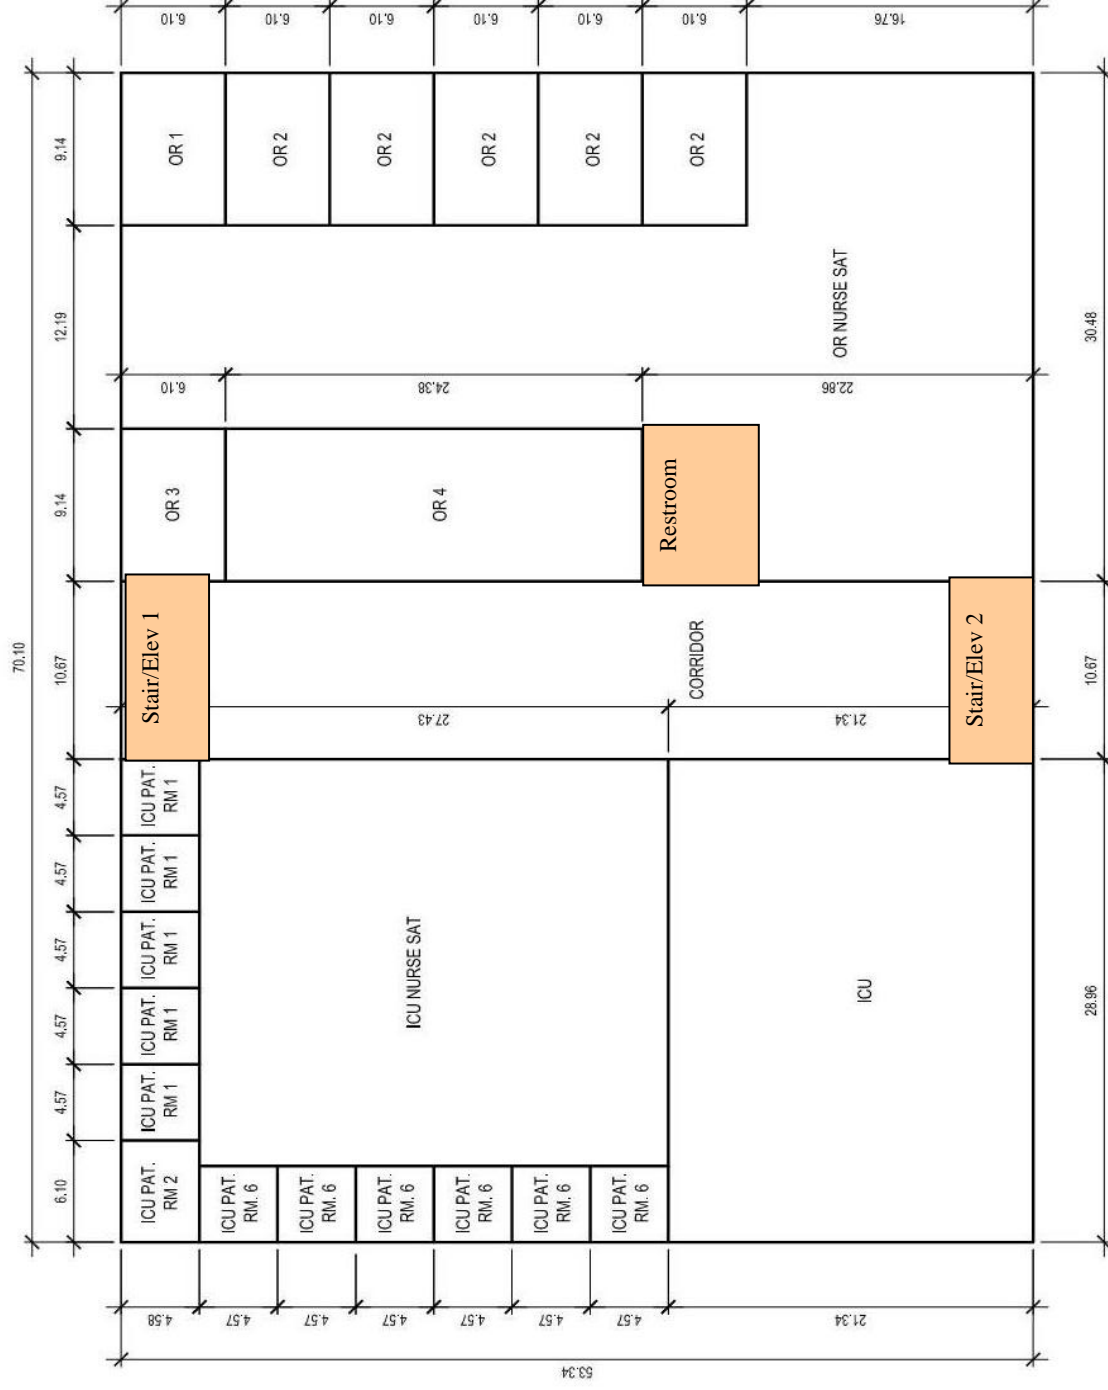 6.10
6.10
6.10
6.10
6.10
6.10
16.76
70.10
9.14
12.19
9.14
10.67
4.57
4.57
4.57
4.57
4.57
6.10
OR 1
OR 2
OR 2
OR 2
OR 2
OR 2
OR NURSE SAT
6.10
24.38
22.86
30.48
OR 3
OR 4
Restroom
Stair/Elev 1
CORRIDOR
Stair/Elev 2
27.43
21.34
10.67
ICU PAT.
RM 1
ICU PAT.
RM 1
ICU PAT.
RM 1
ICU PAT.
RM 1
ICU PAT.
RM 1
ICU PAT.
RM 2
ICU NURSE SAT
ICU
28.96
ICU PAT.
RM. 6
ICU PAT.
RM. 6
ICU PAT.
RM. 6
ICU PAT.
RM. 6
ICU PAT.
RM. 6
ICU PAT.
RM. 6
4.58
4.57
4.57
4.57
4.57
4.57
4.57
21.34
53.34